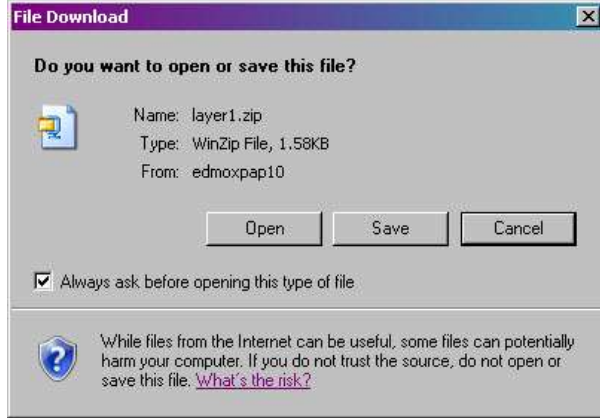 File Download
Do you want to open or save this file?
Name: layer1.zip
Type: WinZip File, 1.58KB
From: edmoxpap10
Open Save Cancel
Always ask before opening this type of file
While files from the Internet can be useful, some files can potentially
harm your computer. If you do not trust the source, do not open or
save this file. What's the risk?